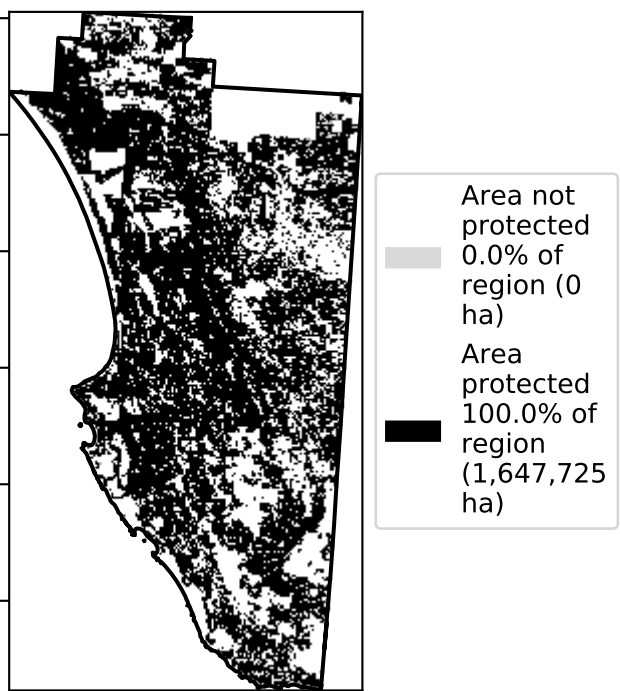 Area not
protected
0.0% of
region (0
ha)
Area
protected
100.0% of
region
(1,647,725
ha)